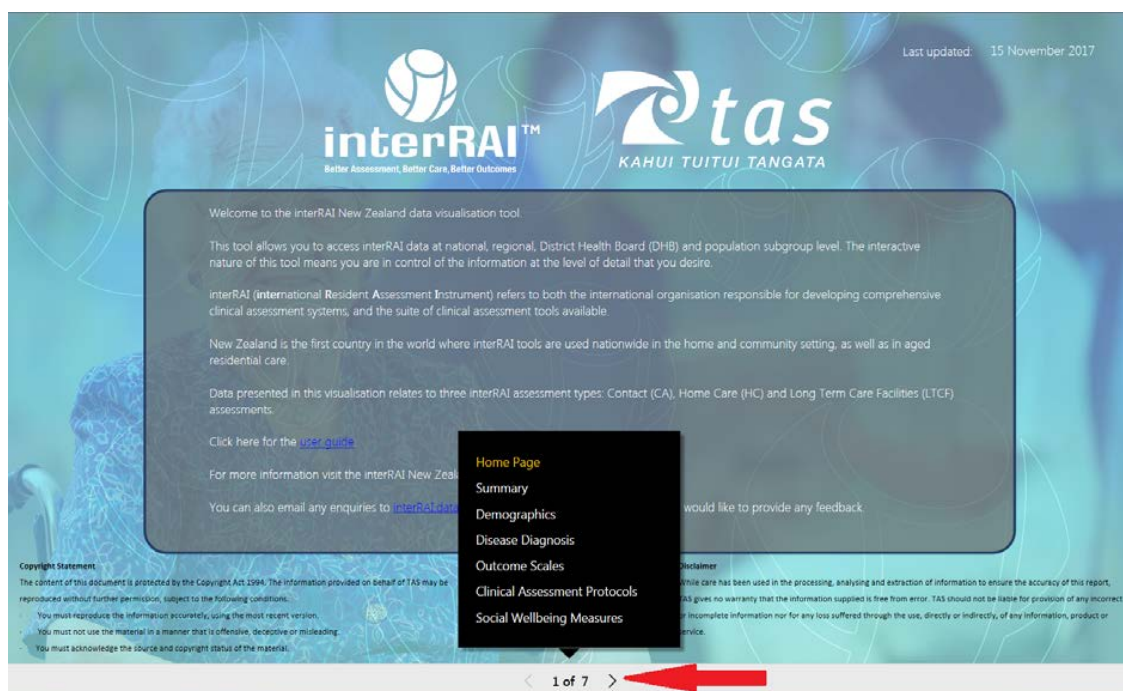 Last updated: 15 November 2017
interRAI™
Better Assessment, Better Care, Better Outcomes
tas
KAHUI TUITUI TANGATA
Welcome to the interRAI New Zealand data visualisation tool.
This tool allows you to access interRAI data at national, regional, District Health Board (DHB) and population subgroup level. The interactive
nature of this tool means you are in control of the information at the level of detail that you desire.
interRAI (international Resident Assessment Instrument) refers to both the international organisation responsible for developing comprehensive
clinical assessment systems, and the suite of clinical assessment tools available.
New Zealand is the first country in the world where interRAI tools are used nationwide in the home and community setting, as well as in aged
residential care.
Data presented in this visualisation relates to three interRAI assessment types: Contact (CA), Home Care (HC) and Long Term Care Facilities (LTCF)
assessments.
Click here for the user guide
For more information visit the interRAI New Zeal
You can also email any enquiries to interRAI data would like to provide any feedback.
Home Page
Summary
Demographics
Disease Diagnosis
Outcome Scales
Clinical Assessment Protocols
Social Wellbeing Measures
Copyright Statement
The content of this document is protected by the Copyright Act 1994. The information provided on behalf of TAS may be
reproduced without further permission, subject to the following conditions:
- You must reproduce the information accurately, using the most recent version.
- You must not use the material in a manner that is offensive, deceptive or misleading.
- You must acknowledge the source and copyright status of the material.
Disclaimer
While care has been used in the processing, analysing and extraction of information to ensure the accuracy of this report,
TAS gives no warranty that the information supplied is free from error. TAS should not be liable for provision of any incorrect
or incomplete information nor for any loss suffered through the use, directly or indirectly, of any information, product or
service.
1 of 7